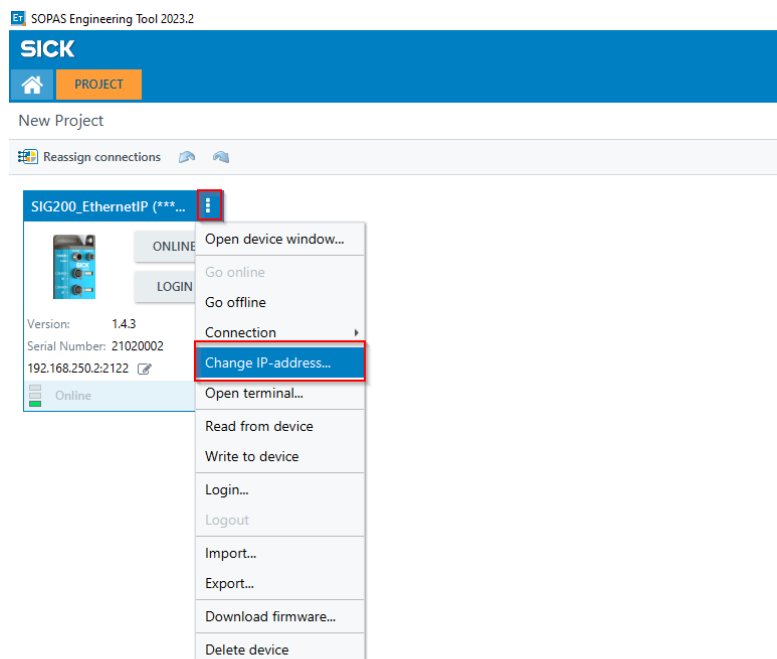 SOPAS Engineering Tool 2023.2
SICK
PROJECT
New Project
Reassign connections
SIG200_EthernetIP (***...
ONLINE
LOGIN
Version: 1.4.3
Serial Number: 21020002
192.168.250.2:2122
Online
Open device window...
Go online
Go offline
Connection
Change IP-address...
Open terminal...
Read from device
Write to device
Login...
Logout
Import...
Export...
Download firmware...
Delete device